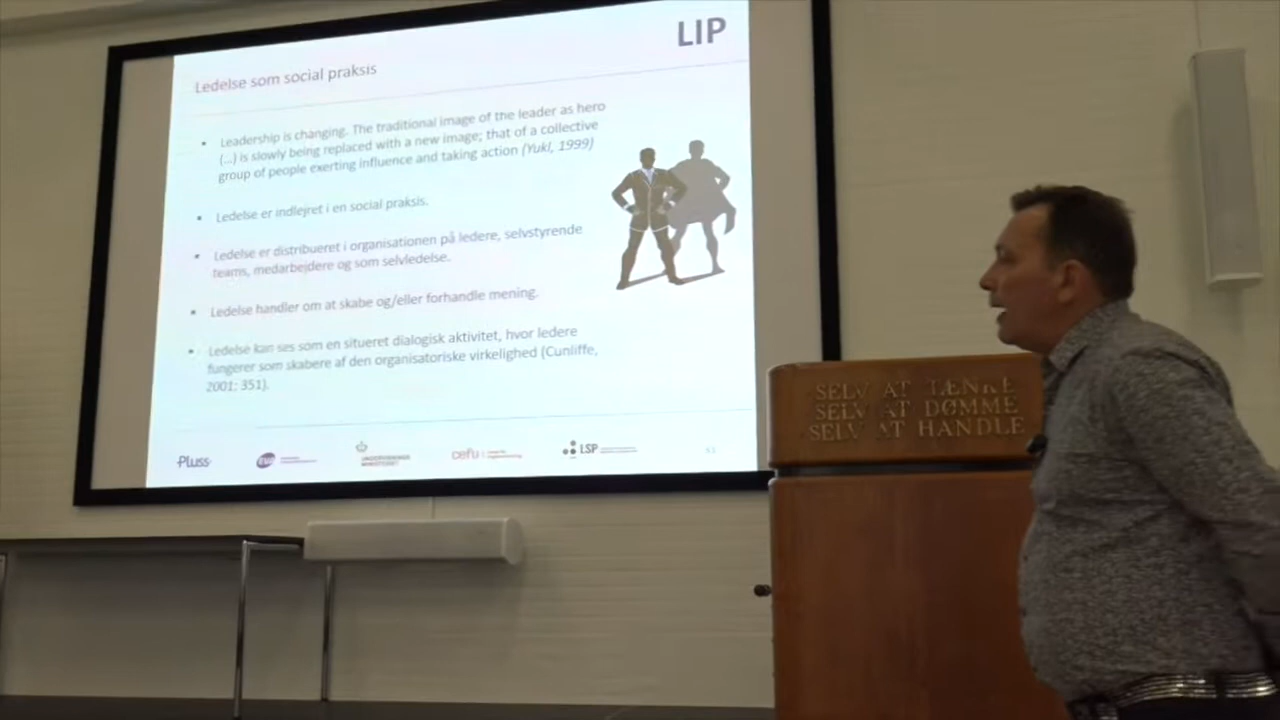 LIP
Ledelse som social praksis
Leadership is changing. The traditional image of the leader as hero
(...) is slowly being replaced with a new image; that of a collective
group of people exerting influence and taking action (Yukl, 1999)
Ledelse er indlejret i en social praksis.
Ledelse er distribueret i organisationen på ledere, selvstyrende
teams, medarbejdere og som selvledelse.
Ledelse handler om at skabe og/eller forhandle mening.
Ledelse kan ses som en situeret dialogisk aktivitet, hvor ledere
fungerer som skabere af den organisatoriske virkelighed (Cunliffe,
2001: 351).
Pluss
cefu
LSP
SELV AT TÆNKE
SELV AT DØMME
SELV AT HANDLE